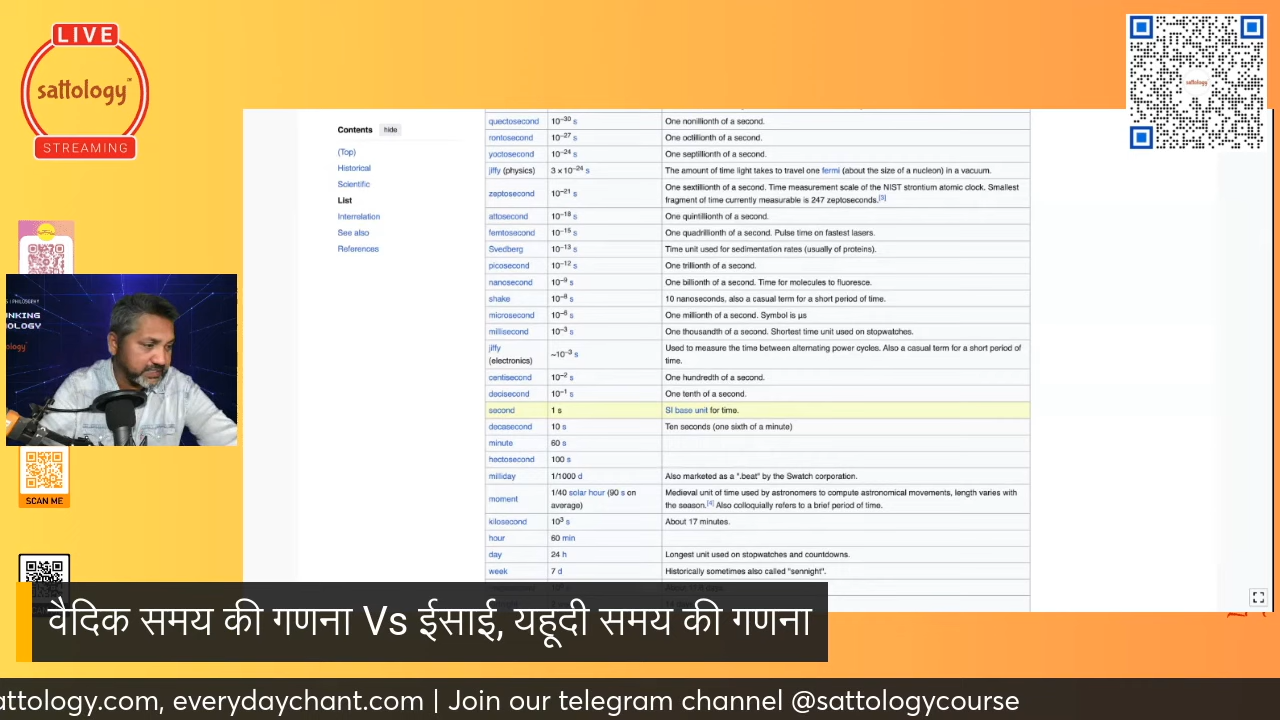 LIVE
sattology™
STREAMING
Contents hide
(Top)
Historical
Scientific
List
Interrelation
See also
References
quectosecond 10⁻³⁰ s One nonillionth of a second.
rontosecond 10⁻²⁷ s One octillionth of a second.
yoctosecond 10⁻²⁴ s One septillionth of a second.
jiffy (physics) 3 × 10⁻²⁴ s The amount of time light takes to travel one fermi (about the size of a nucleon) in a vacuum.
zeptosecond 10⁻²¹ s One sextillionth of a second. Time measurement scale of the NIST strontium atomic clock. Smallest
fragment of time currently measurable is 247 zeptoseconds.[3]
attosecond 10⁻¹⁸ s One quintillionth of a second.
femtosecond 10⁻¹⁵ s One quadrillionth of a second. Pulse time on fastest lasers.
Svedberg 10⁻¹³ s Time unit used for sedimentation rates (usually of proteins).
picosecond 10⁻¹² s One trillionth of a second.
nanosecond 10⁻⁹ s One billionth of a second. Time for molecules to fluoresce.
shake 10⁻⁸ s 10 nanoseconds, also a casual term for a short period of time.
microsecond 10⁻⁶ s One millionth of a second. Symbol is μs
millisecond 10⁻³ s One thousandth of a second. Shortest time unit used on stopwatches.
jiffy
(electronics) ~10⁻³ s Used to measure the time between alternating power cycles. Also a casual term for a short period of
time.
centisecond 10⁻² s One hundredth of a second.
decisecond 10⁻¹ s One tenth of a second.
second 1 s SI base unit for time.
decasecond 10 s Ten seconds (one sixth of a minute)
minute 60 s
hectosecond 100 s
milliday 1/1000 d Also marketed as a ".beat" by the Swatch corporation.
moment 1/40 solar hour (90 s on
average) Medieval unit of time used by astronomers to compute astronomical movements, length varies with
the season.[4] Also colloquially refers to a brief period of time.
kilosecond 10³ s About 17 minutes.
hour 60 min
day 24 h Longest unit used on stopwatches and countdowns.
week 7 d Historically sometimes also called "sennight".
SCAN ME
वैदिक समय की गणना Vs ईसाई, यहूदी समय की गणना
attology.com, everydaychant.com | Join our telegram channel @sattologycourse